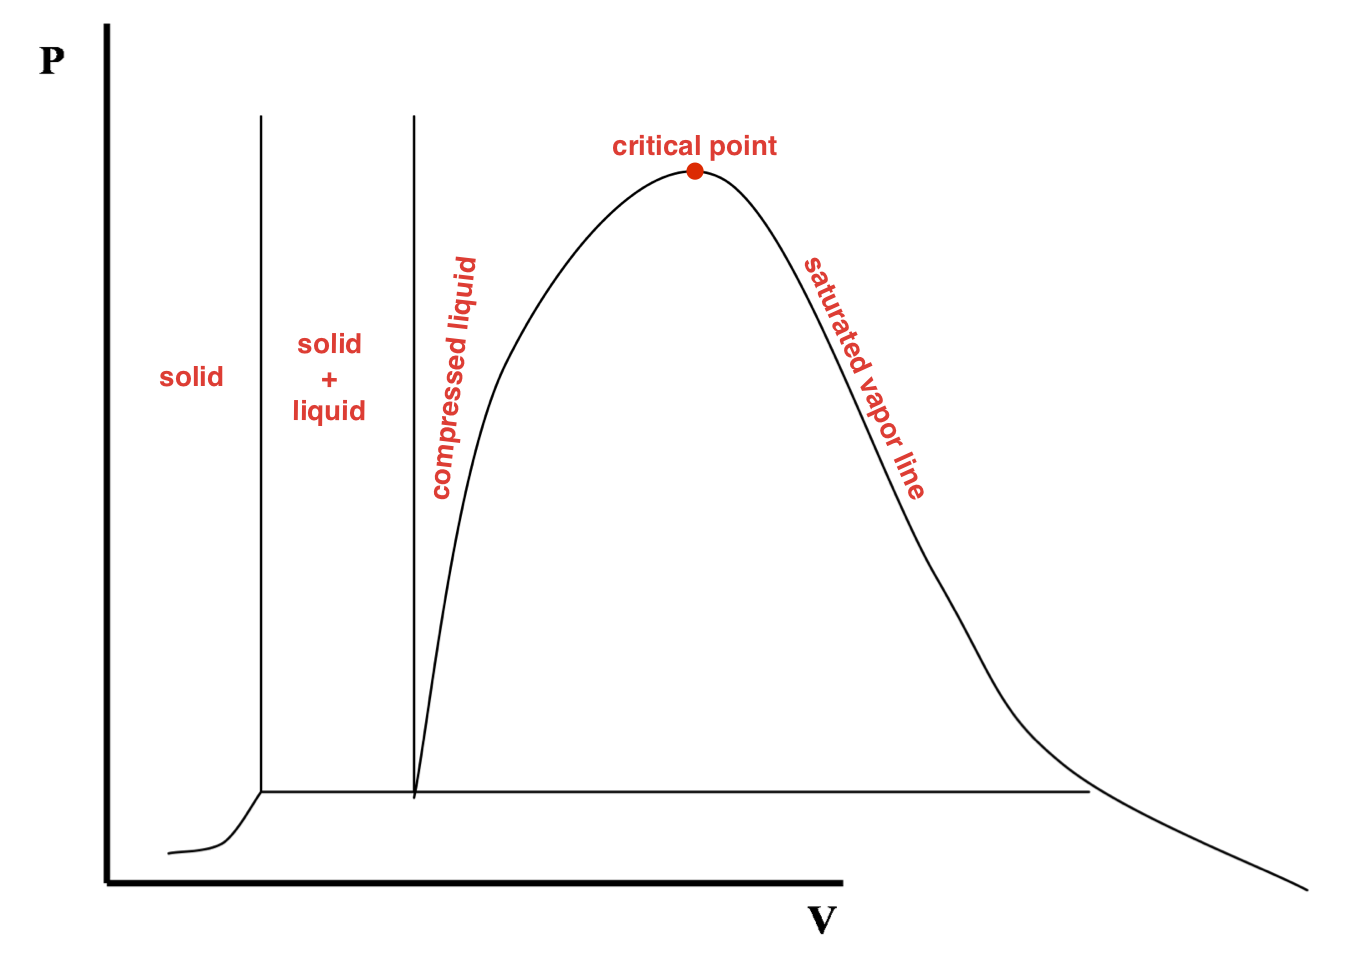 P
critical point
solid
solid
+
liquid
compressed liquid
saturated vapor line
V